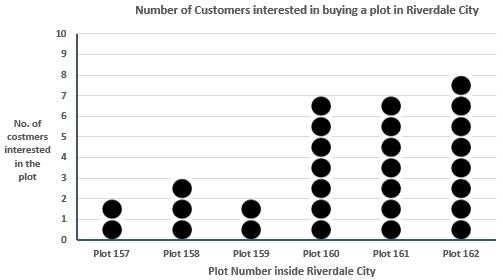 Number of Customers interested in buying a plot in Riverdale City
10
9
8
7
6
5
4
3
2
1
0
No. of
costmers
interested
in the
plot
Plot 157 Plot 158 Plot 159 Plot 160 Plot 161 Plot 162
Plot Number inside Riverdale City